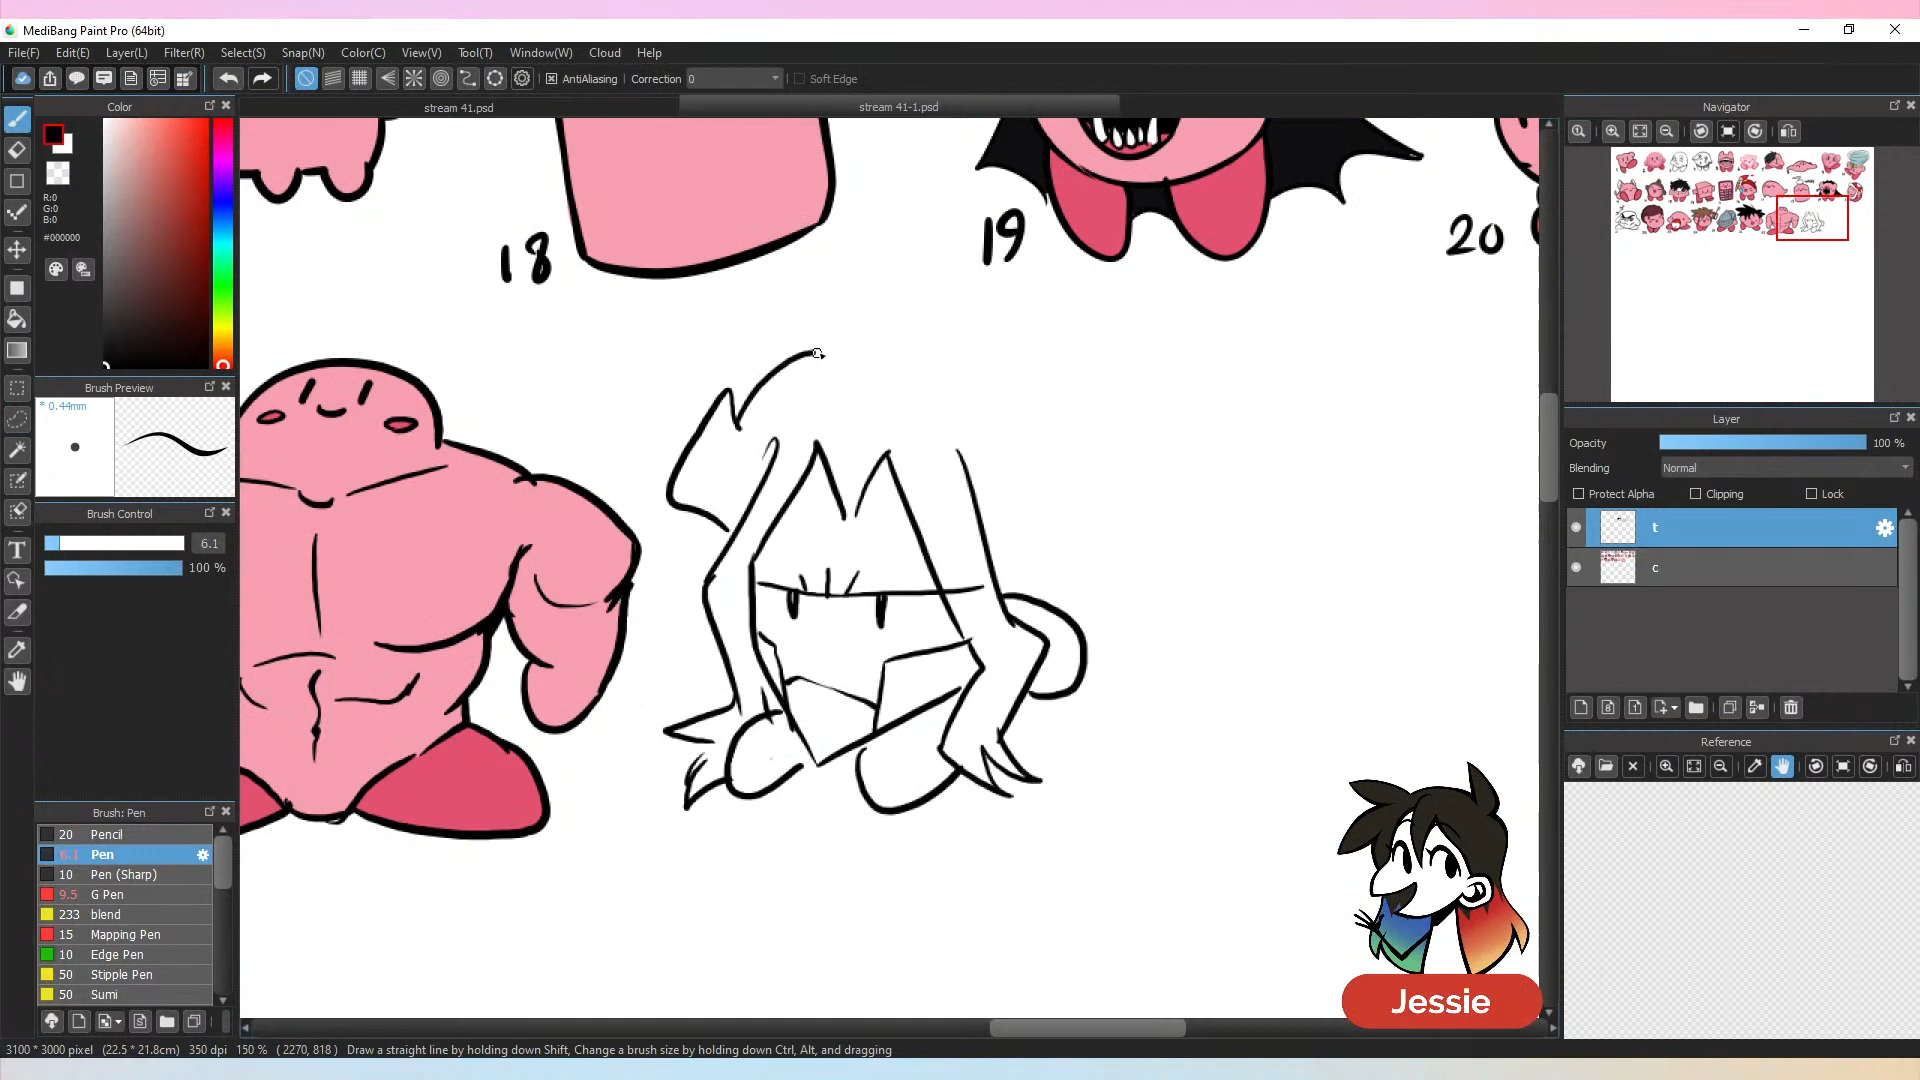 MediBang Paint Pro (64bit)
File(F) Edit(E) Layer(L) Filter(R) Select(S) Snap(N) Color(C) View(V) Tool(T) Window(W) Cloud Help
AntiAliasing Correction 0 Soft Edge
Color
stream 41.psd stream 41-1.psd
Navigator
R:0
G:0
B:0
#000000
18
19
20
Brush Preview
* 0.44mm
Layer
Opacity 100 %
Blending Normal
Protect Alpha Clipping Lock
t
c
Brush Control
6.1
100 %
Reference
Brush: Pen
20 Pencil
6.1 Pen
10 Pen (Sharp)
9.5 G Pen
233 blend
15 Mapping Pen
10 Edge Pen
50 Stipple Pen
50 Sumi
Jessie
3100 * 3000 pixel (22.5 * 21.8cm) 350 dpi 150 % ( 2270, 818 ) Draw a straight line by holding down Shift, Change a brush size by holding down Ctrl, Alt, and dragging